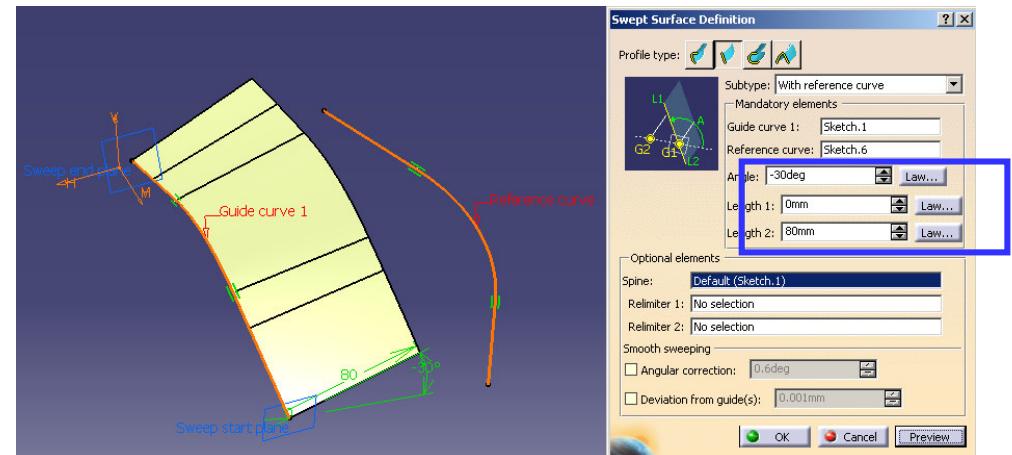 V
Sweep end plane
H
M
Guide curve 1
Reference curve
80
-30°
Sweep start plane
Swept Surface Definition
Profile type:
Subtype: With reference curve
Mandatory elements
Guide curve 1: Sketch.1
Reference curve: Sketch.6
Angle: -30deg Law...
Length 1: 0mm Law...
Length 2: 80mm Law...
L1
A
G2 G1
L2
Optional elements
Spine: Default (Sketch.1)
Relimiter 1: No selection
Relimiter 2: No selection
Smooth sweeping
Angular correction: 0.6deg
Deviation from guide(s): 0.001mm
OK Cancel Preview